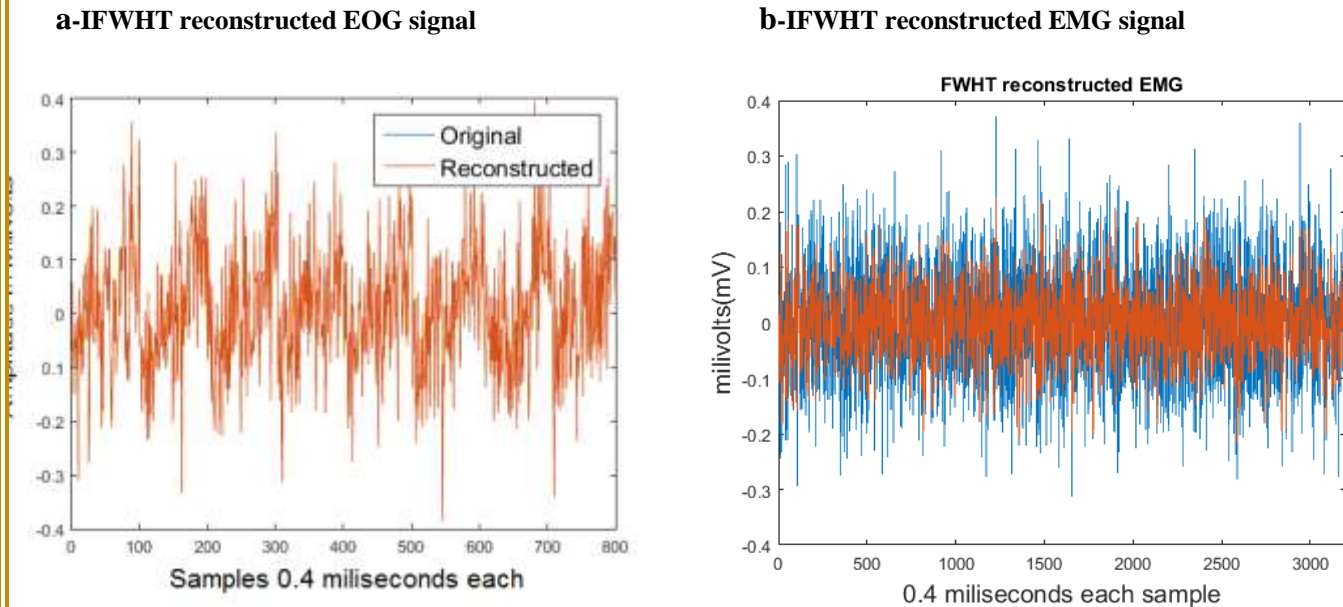 a-IFWHT reconstructed EOG signal
b-IFWHT reconstructed EMG signal
0.4
0.3
0.2
0.1
0
0.1
-0.2
-0.3
-0.4
0 100 200 300 400 500 600 700 800
Original
Reconstructed
Samples 0.4 miliseconds each
FWHT reconstructed EMG
milivolts(mV)
0.4
0.3
0.2
0.1
0
-0.1
-0.2
-0.3
-0.4
0 500 1000 1500 2000 2500 3000
0.4 miliseconds each sample